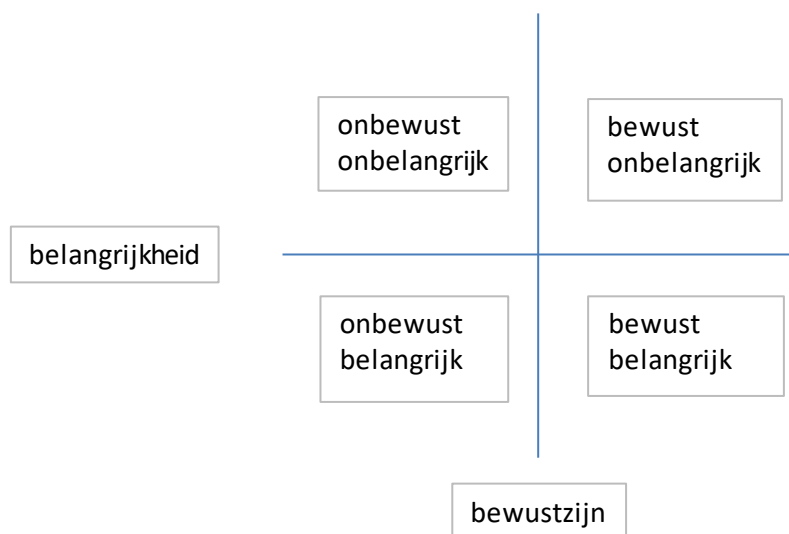 onbewust
onbelangrijk
bewust
onbelangrijk
belangrijkheid
onbewust
belangrijk
bewust
belangrijk
bewustzijn